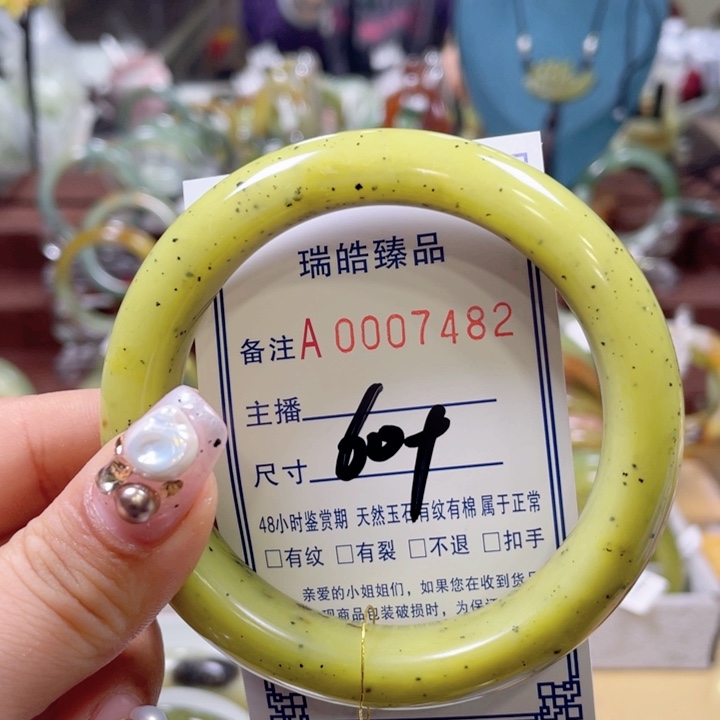 瑞皓臻品
备注A 0007482
主播
尺寸 60+
48小时鉴赏期 天然玉石有纹有棉属于正常
□有纹 □有裂 □不退 □扣手
亲爱的小姐姐们，如果您在收到货
现商品包装破损时，为保